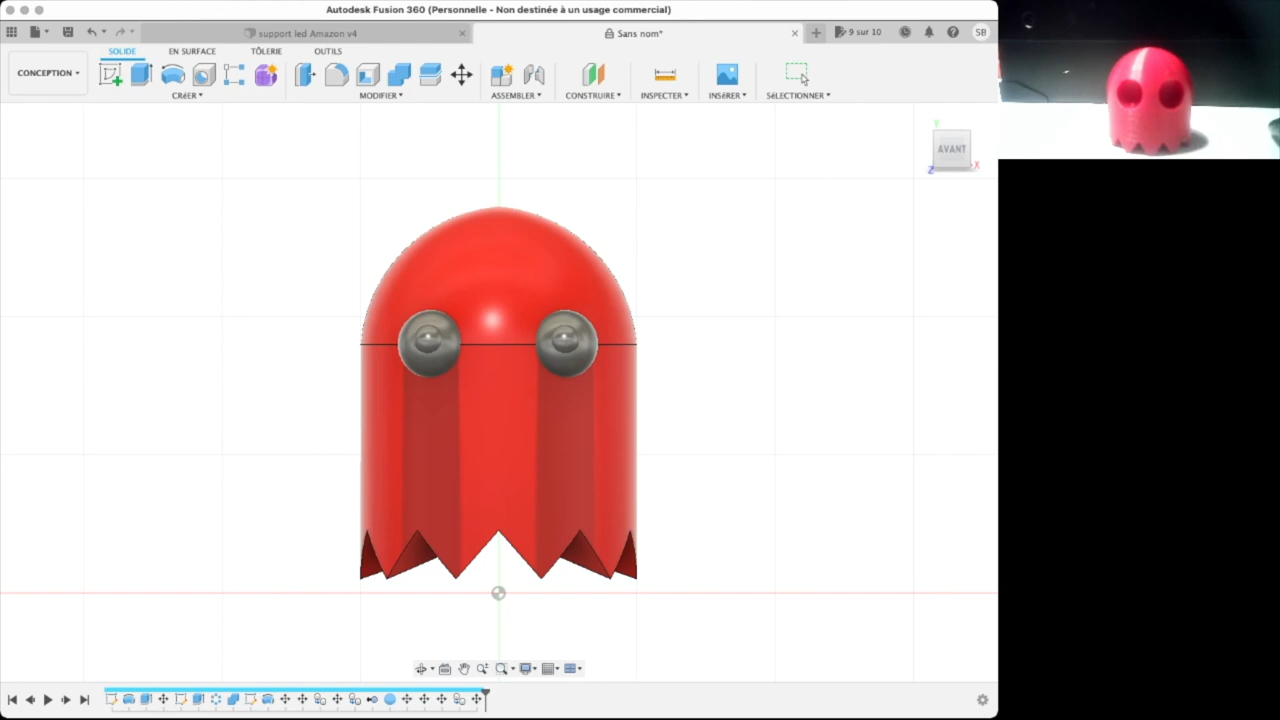 Autodesk Fusion 360 (Personnelle - Non destinée à un usage commercial)
support led Amazon v4
Sans nom*
9 sur 10
SB
CONCEPTION
SOLIDE
EN SURFACE
TÔLERIE
OUTILS
CRÉER
MODIFIER
ASSEMBLER
CONSTRUIRE
INSPECTER
INSÉRER
SÉLECTIONNER
Y
AVANT
Z
X